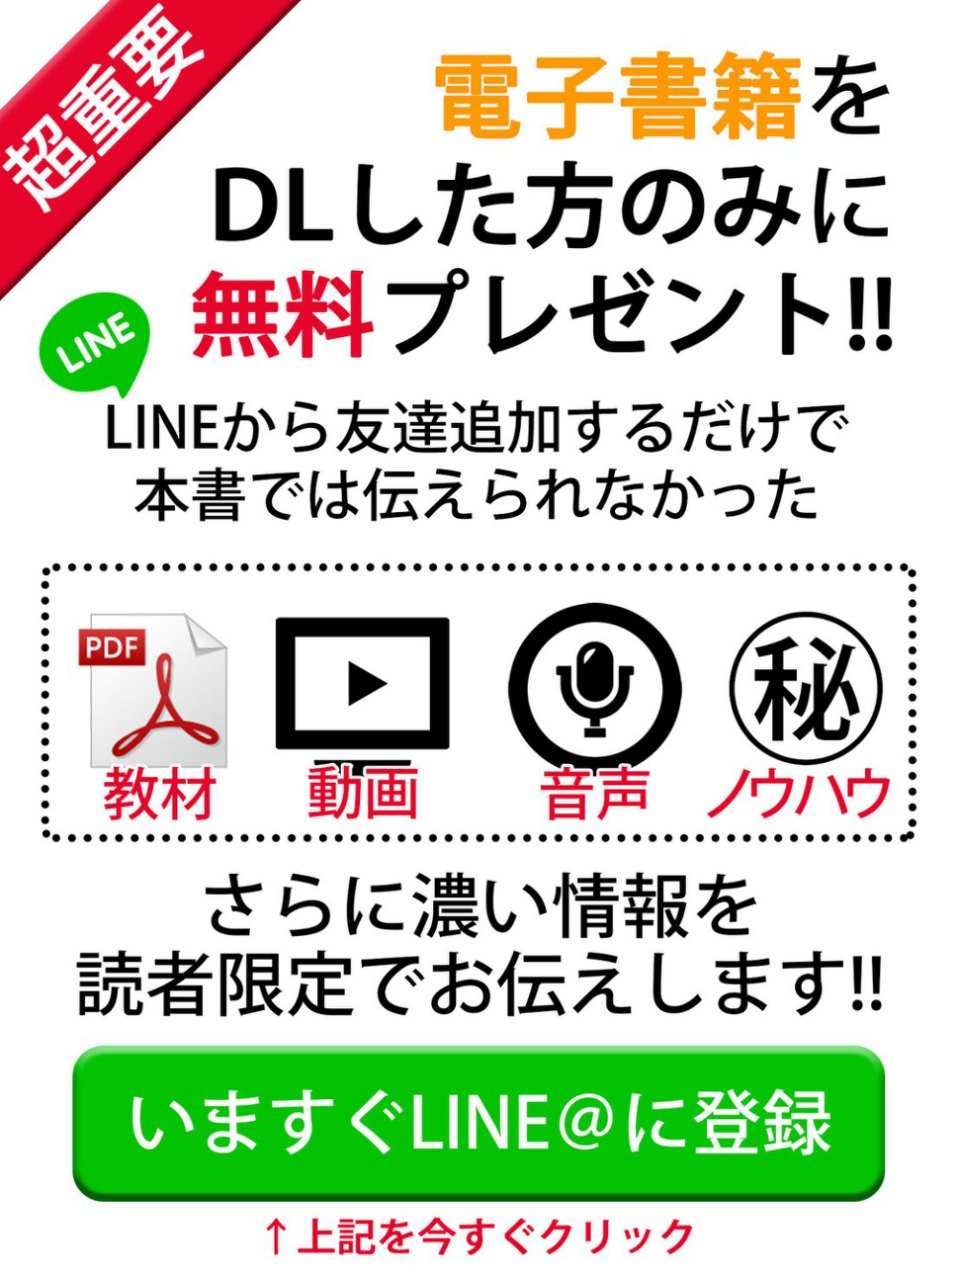 超重要
電子書籍を
DLした方のみに
無料プレゼント!!
LINE
LINEから友達追加するだけで
本書では伝えられなかった
PDF
教材
動画
音声
秘
ノウハウ
さらに濃い情報を
読者限定でお伝えします!!
いますぐLINE@に登録
↑上記を今すぐクリック